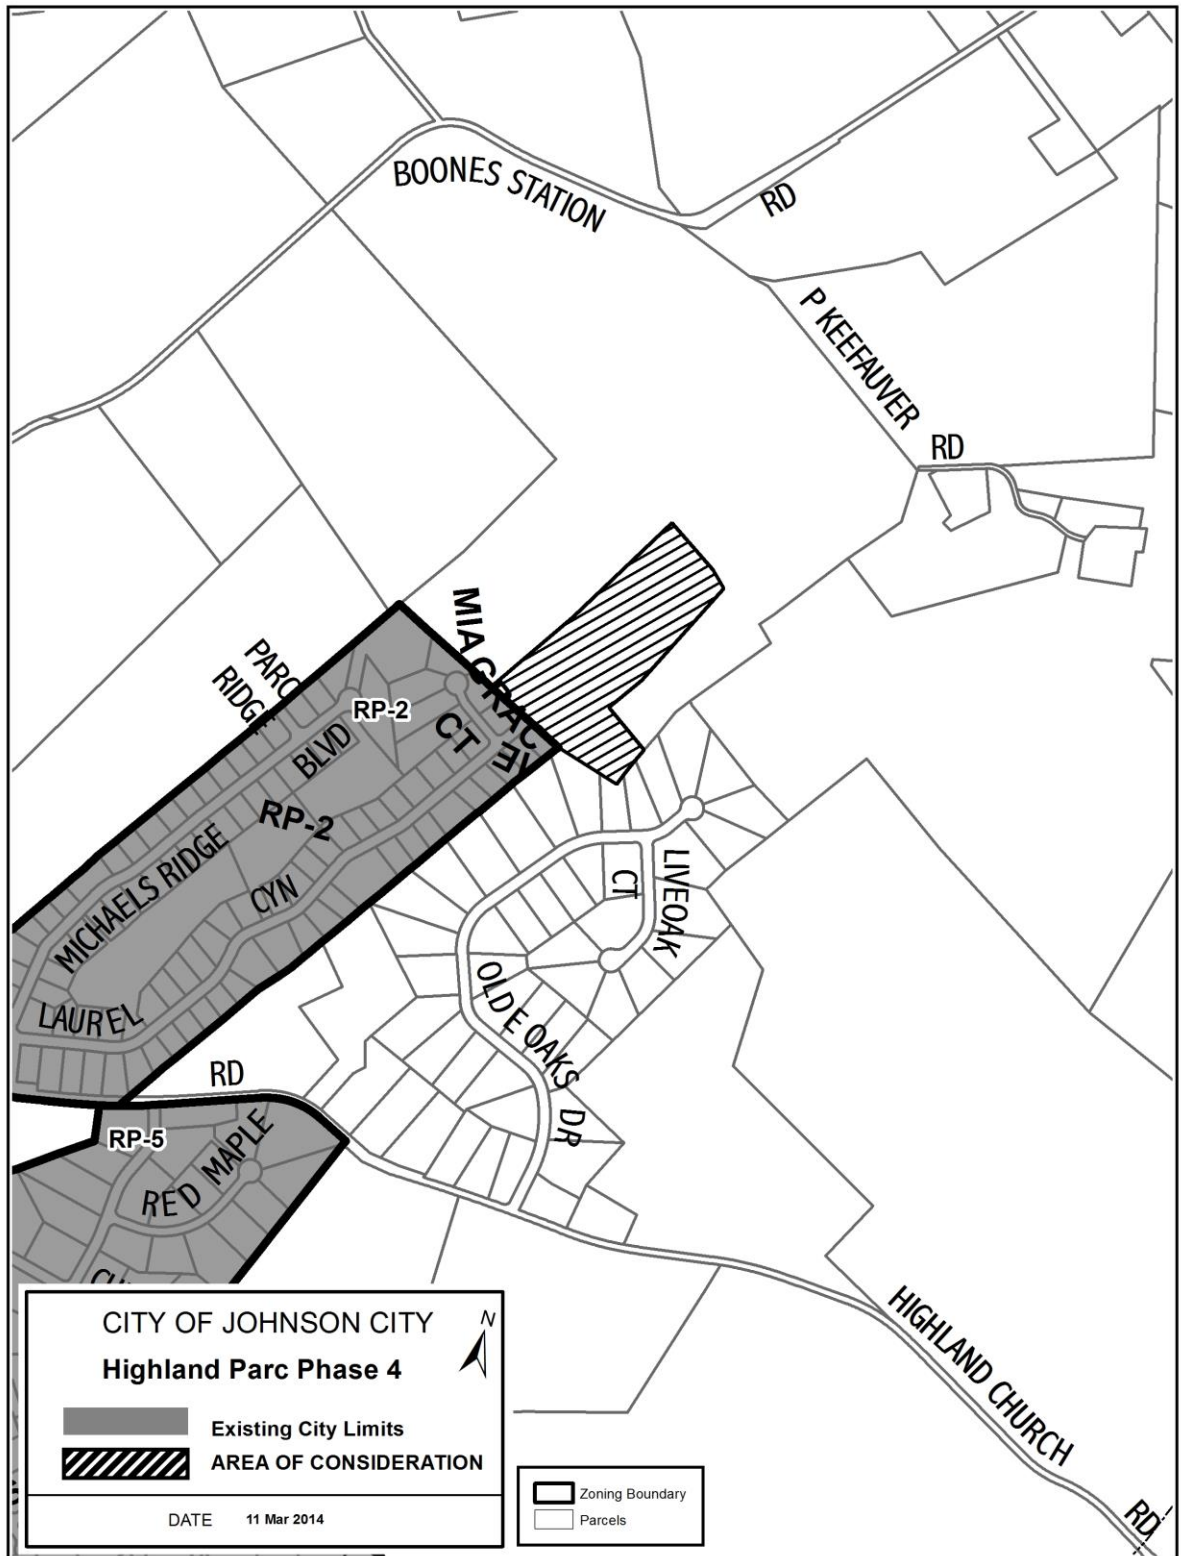 BOONES STATION
RD
P KEEFAUVER
RD
MIA GRACE
CT
PARC
RIDGE
RP-2
BLVD
RP-2
MICHAELS RIDGE
CYN
LAUREL
LIVEOAK
CT
OLDE OAKS
DR
RD
RP-5
RED MAPLE
HIGHLAND CHURCH
RD
CITY OF JOHNSON CITY
N
Highland Parc Phase 4
Existing City Limits
AREA OF CONSIDERATION
DATE 11 Mar 2014
Zoning Boundary
Parcels